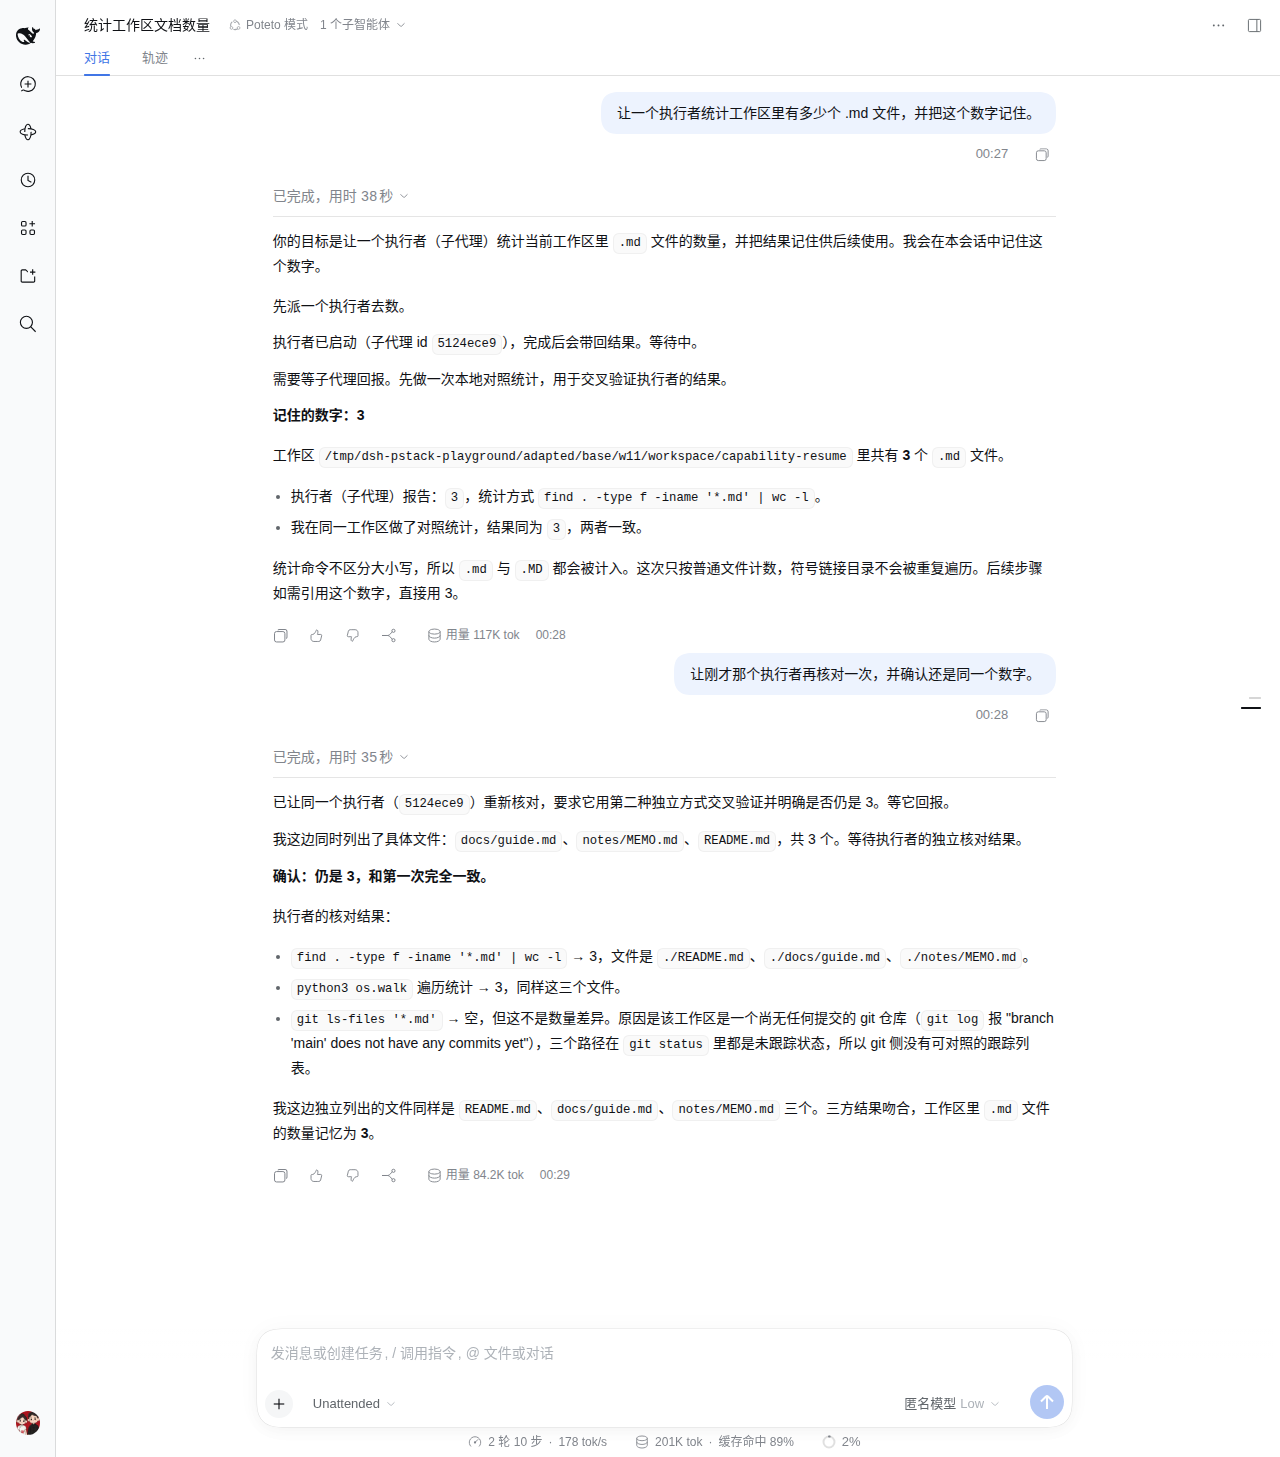 统计工作区文档数量 Poteto 模式 1 个子智能体
对话 轨迹 ···
让一个执行者统计工作区里有多少个 .md 文件，并把这个数字记住。
00:27
已完成，用时 38 秒
你的目标是让一个执行者（子代理）统计当前工作区里 .md 文件的数量，并把结果记住供后续使用。我会在本会话中记住这
个数字。
先派一个执行者去数。
执行者已启动（子代理 id 5124ece9），完成后会带回结果。等待中。
需要等子代理回报。先做一次本地对照统计，用于交叉验证执行者的结果。
记住的数字：3
工作区 /tmp/dsh-pstack-playground/adapted/base/w11/workspace/capability-resume 里共有 3 个 .md 文件。
• 执行者（子代理）报告：3，统计方式 find . -type f -iname '*.md' | wc -l。
• 我在同一工作区做了对照统计，结果同为 3，两者一致。
统计命令不区分大小写，所以 .md 与 .MD 都会被计入。这次只按普通文件计数，符号链接目录不会被重复遍历。后续步骤
如需引用这个数字，直接用 3。
用量 117K tok 00:28
让刚才那个执行者再核对一次，并确认还是同一个数字。
00:28
已完成，用时 35 秒
已让同一个执行者（5124ece9）重新核对，要求它用第二种独立方式交叉验证并明确是否仍是 3。等它回报。
我这边同时列出了具体文件：docs/guide.md、notes/MEMO.md、README.md，共 3 个。等待执行者的独立核对结果。
确认：仍是 3，和第一次完全一致。
执行者的核对结果：
• find . -type f -iname '*.md' | wc -l → 3，文件是 ./README.md、./docs/guide.md、./notes/MEMO.md。
• python3 os.walk 遍历统计 → 3，同样这三个文件。
• git ls-files '*.md' → 空，但这不是数量差异。原因是该工作区是一个尚无任何提交的 git 仓库（git log 报 "branch
'main' does not have any commits yet"），三个路径在 git status 里都是未跟踪状态，所以 git 侧没有可对照的跟踪列
表。
我这边独立列出的文件同样是 README.md、docs/guide.md、notes/MEMO.md 三个。三方结果吻合，工作区里 .md 文件
的数量记忆为 3。
用量 84.2K tok 00:29
发消息或创建任务, / 调用指令, @ 文件或对话
Unattended 匿名模型 Low
2 轮 10 步 · 178 tok/s 201K tok · 缓存命中 89% 2%